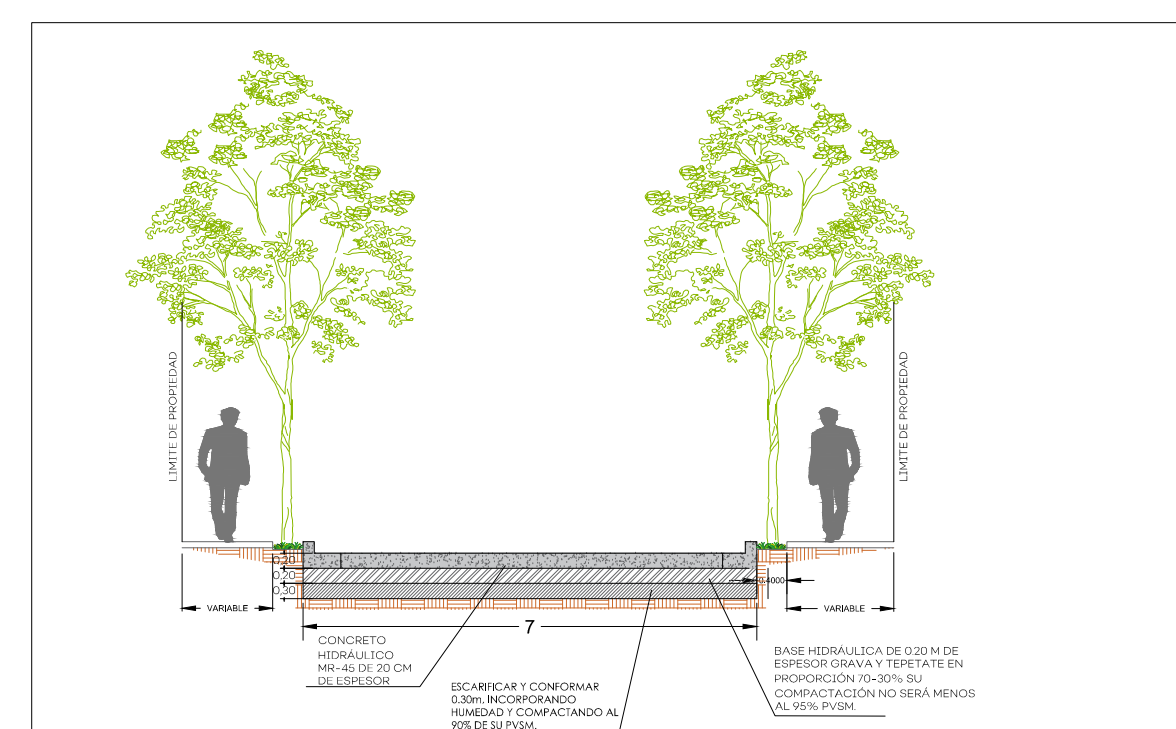 LIMITE DE PROPIEDAD
LIMITE DE PROPIEDAD
0,20
0,20
0,30
0.4000
VARIABLE
VARIABLE
7
CONCRETO
HIDRÁULICO
MR-45 DE 20 CM
DE ESPESOR
ESCARIFICAR Y CONFORMAR
0.30m, INCORPORANDO
HUMEDAD Y COMPACTANDO AL
90% DE SU PVSM.
BASE HIDRÁULICA DE 0.20 M DE
ESPESOR GRAVA Y TEPETATE EN
PROPORCIÓN 70-30% SU
COMPACTACIÓN NO SERÁ MENOS
AL 95% PVSM.